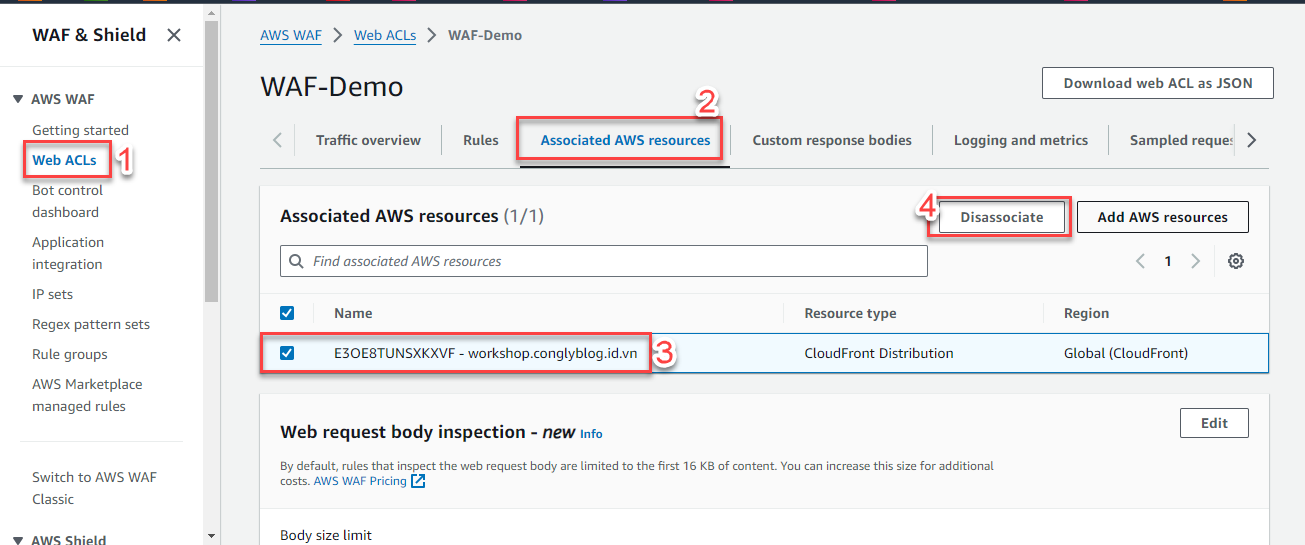 WAF & Shield
AWS WAF
Getting started
Web ACLs
1
Bot control
dashboard
Application
integration
IP sets
Regex pattern sets
Rule groups
AWS Marketplace
managed rules
Switch to AWS WAF
Classic
AWS Shield
AWS WAF > Web ACLs > WAF-Demo
WAF-Demo
Download web ACL as JSON
2
Traffic overview
Rules
Associated AWS resources
Custom response bodies
Logging and metrics
Sampled reques
Associated AWS resources (1/1)
4
Disassociate
Add AWS resources
Find associated AWS resources
1
Name
Resource type
Region
E3OE8TUNSXKXVF - workshop.conglyblog.id.vn
3
CloudFront Distribution
Global (CloudFront)
Web request body inspection - new Info
Edit
By default, rules that inspect the web request body are limited to the first 16 KB of content. You can increase this size for additional
costs. AWS WAF Pricing
Body size limit